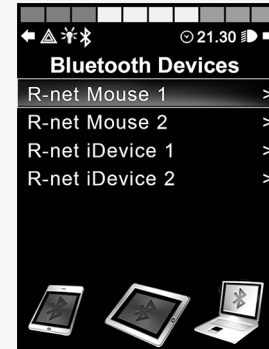 21.30
Bluetooth Devices
R-net Mouse 1 >
R-net Mouse 2 >
R-net iDevice 1 >
R-net iDevice 2 >